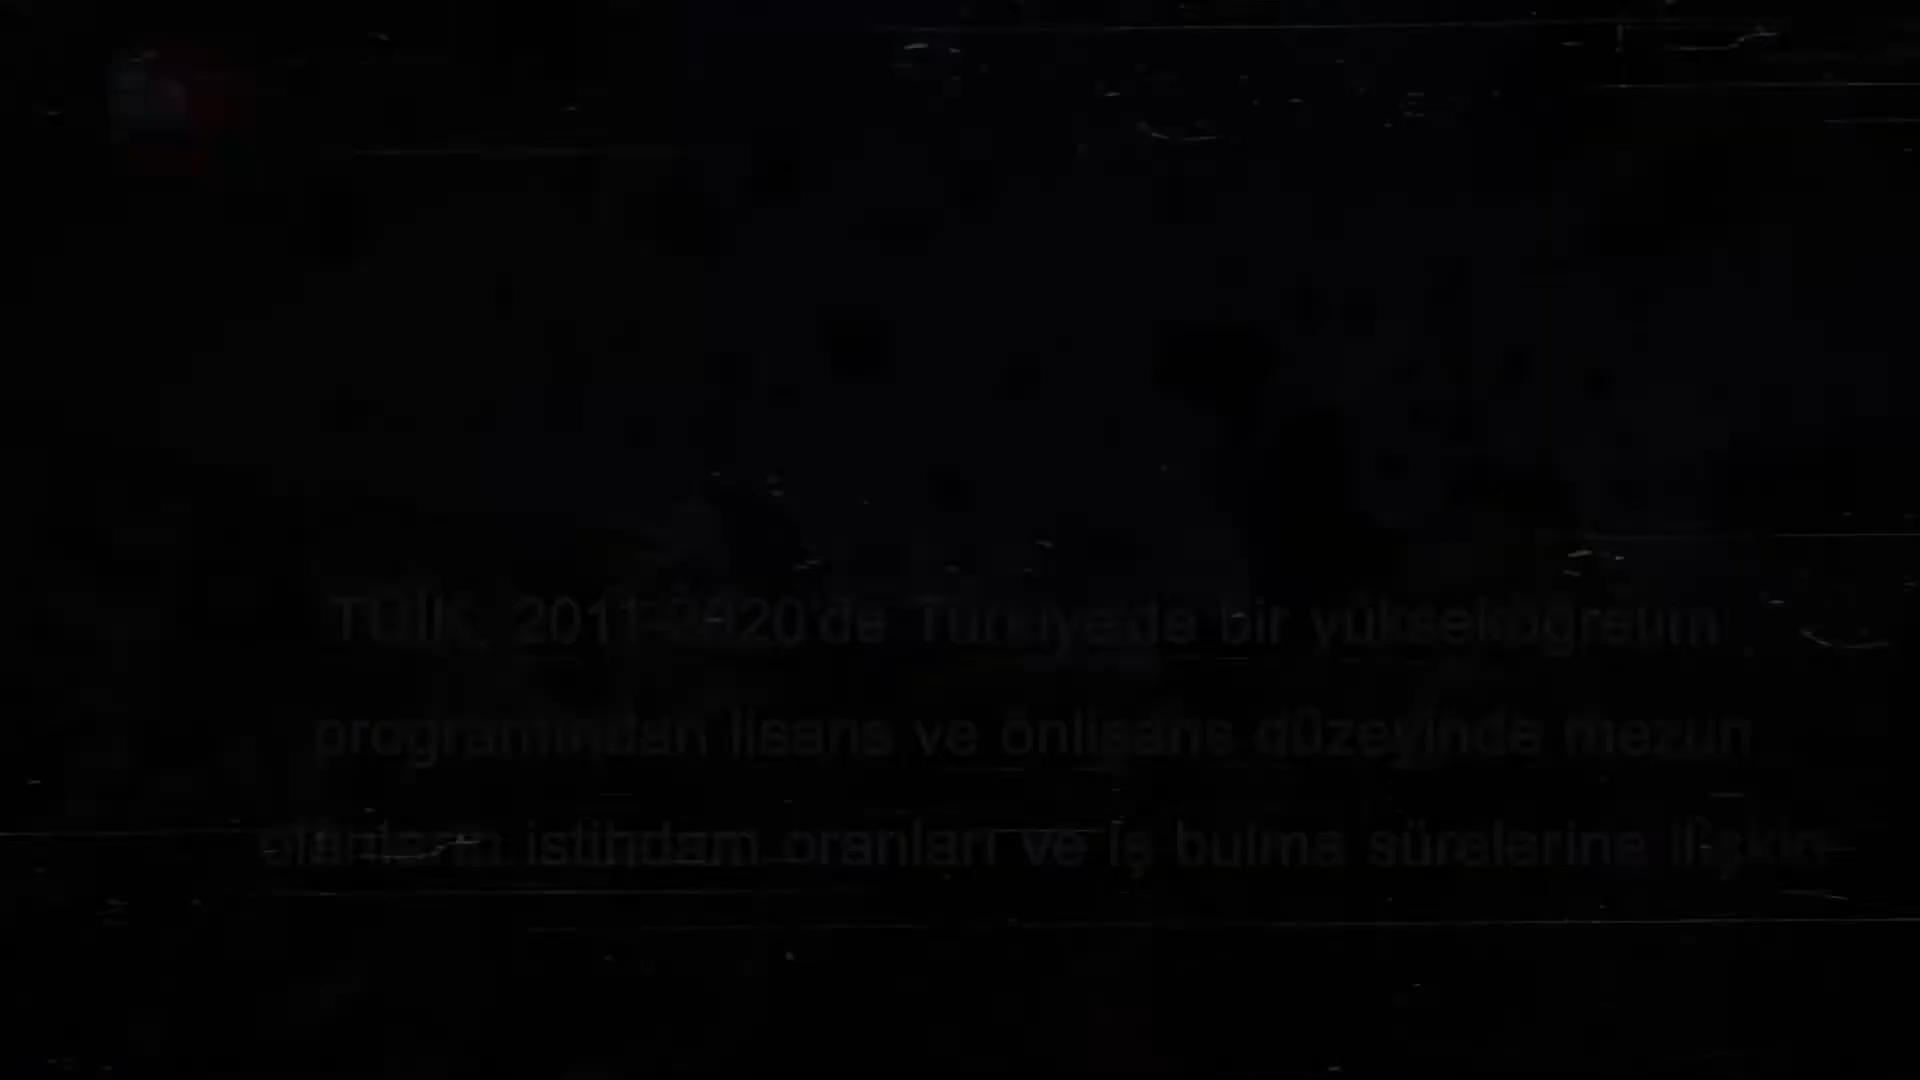 TÜİK, 2011-2020'de Türkiye'de bir yükseköğretim
programından lisans ve önlisans düzeyinde mezun
olanların istihdam oranları ve iş bulma sürelerine ilişkin